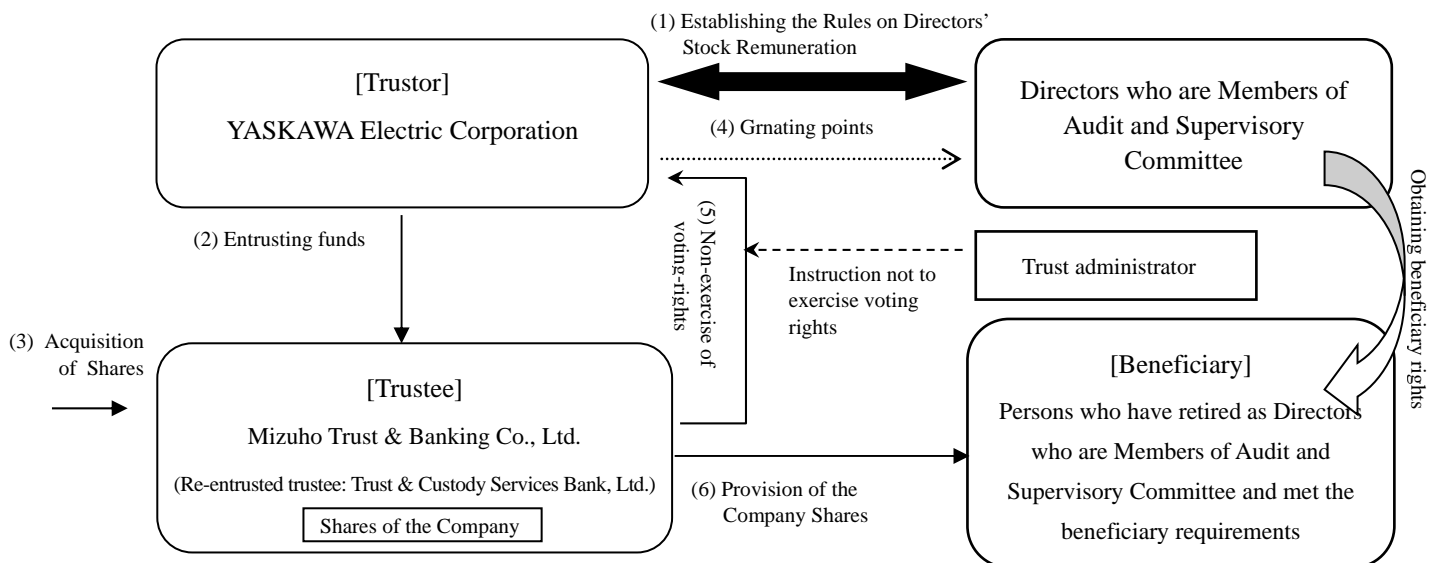 (1) Establishing the Rules on Directors'
Stock Remuneration
[Trustor]
YASKAWA Electric Corporation
Directors who are Members of
Audit and Supervisory
Committee
(4) Grnating points
(2) Entrusting funds
(5) Non-exercise of
voting-rights
Trust administrator
Instruction not to
exercise voting
rights
Obtaining beneficiary rights
(3) Acquisition
of Shares
[Trustee]
Mizuho Trust & Banking Co., Ltd.
(Re-entrusted trustee: Trust & Custody Services Bank, Ltd.)
Shares of the Company
(6) Provision of the
Company Shares
[Beneficiary]
Persons who have retired as Directors
who are Members of Audit and
Supervisory Committee and met the
beneficiary requirements